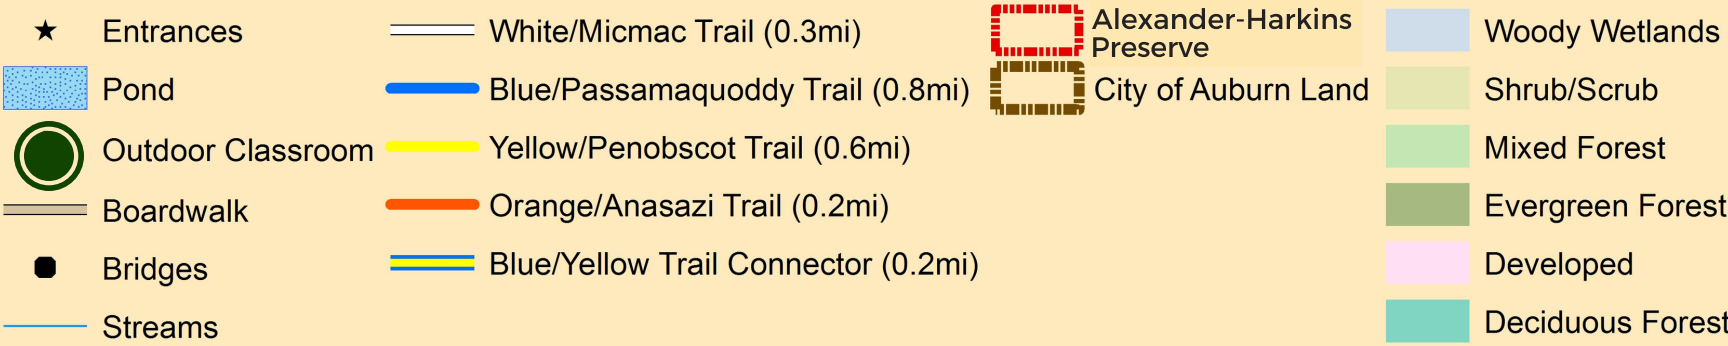 Entrances
Pond
Outdoor Classroom
Boardwalk
Bridges
Streams
White/Micmac Trail (0.3mi)
Blue/Passamaquoddy Trail (0.8mi)
Yellow/Penobscot Trail (0.6mi)
Orange/Anasazi Trail (0.2mi)
Blue/Yellow Trail Connector (0.2mi)
Alexander-Harkins
Preserve
City of Auburn Land
Woody Wetlands
Shrub/Scrub
Mixed Forest
Evergreen Forest
Developed
Deciduous Forest